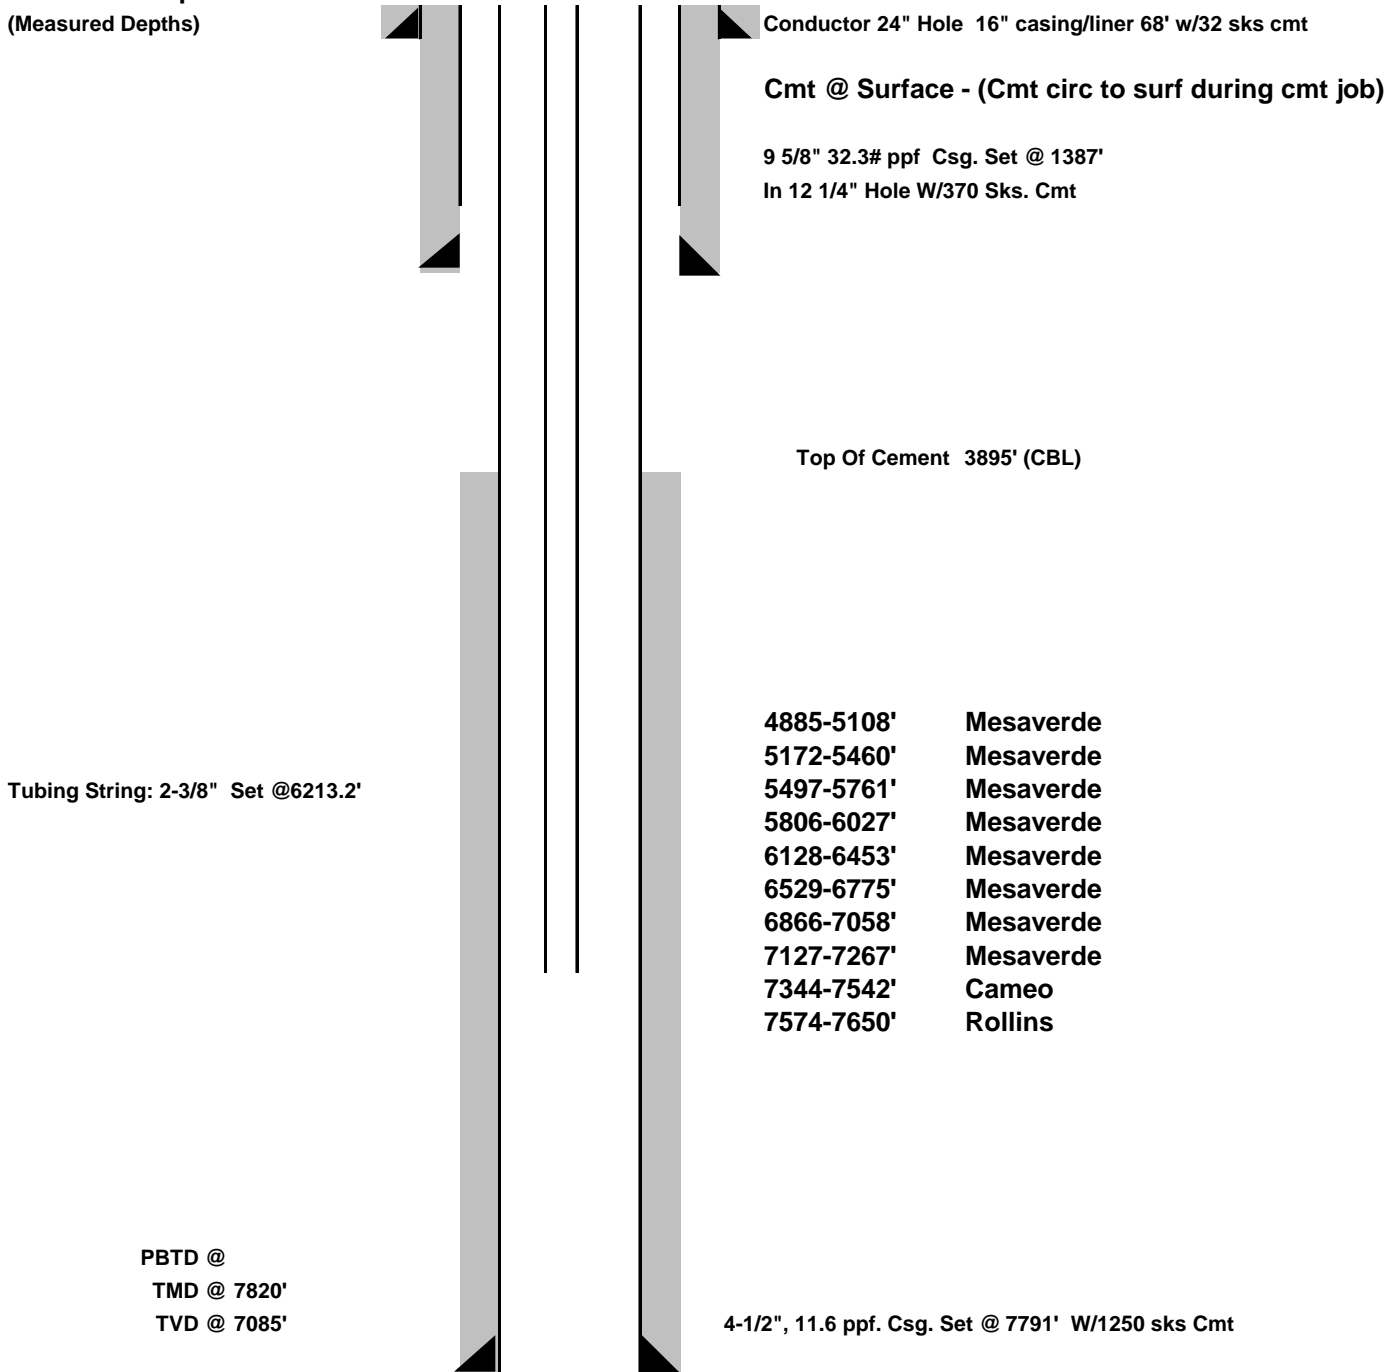 (Measured Depths)
Conductor 24" Hole 16" casing/liner 68' w/32 sks cmt
Cmt @ Surface - (Cmt circ to surf during cmt job)
9 5/8" 32.3# ppf Csg. Set @ 1387'
In 12 1/4" Hole W/370 Sks. Cmt
Top Of Cement 3895' (CBL)
4885-5108' Mesaverde
5172-5460' Mesaverde
5497-5761' Mesaverde
Tubing String: 2-3/8" Set @6213.2'
5806-6027' Mesaverde
6128-6453' Mesaverde
6529-6775' Mesaverde
6866-7058' Mesaverde
7127-7267' Mesaverde
7344-7542' Cameo
7574-7650' Rollins
PBTD @
TMD @ 7820'
TVD @ 7085'
4-1/2", 11.6 ppf. Csg. Set @ 7791' W/1250 sks Cmt